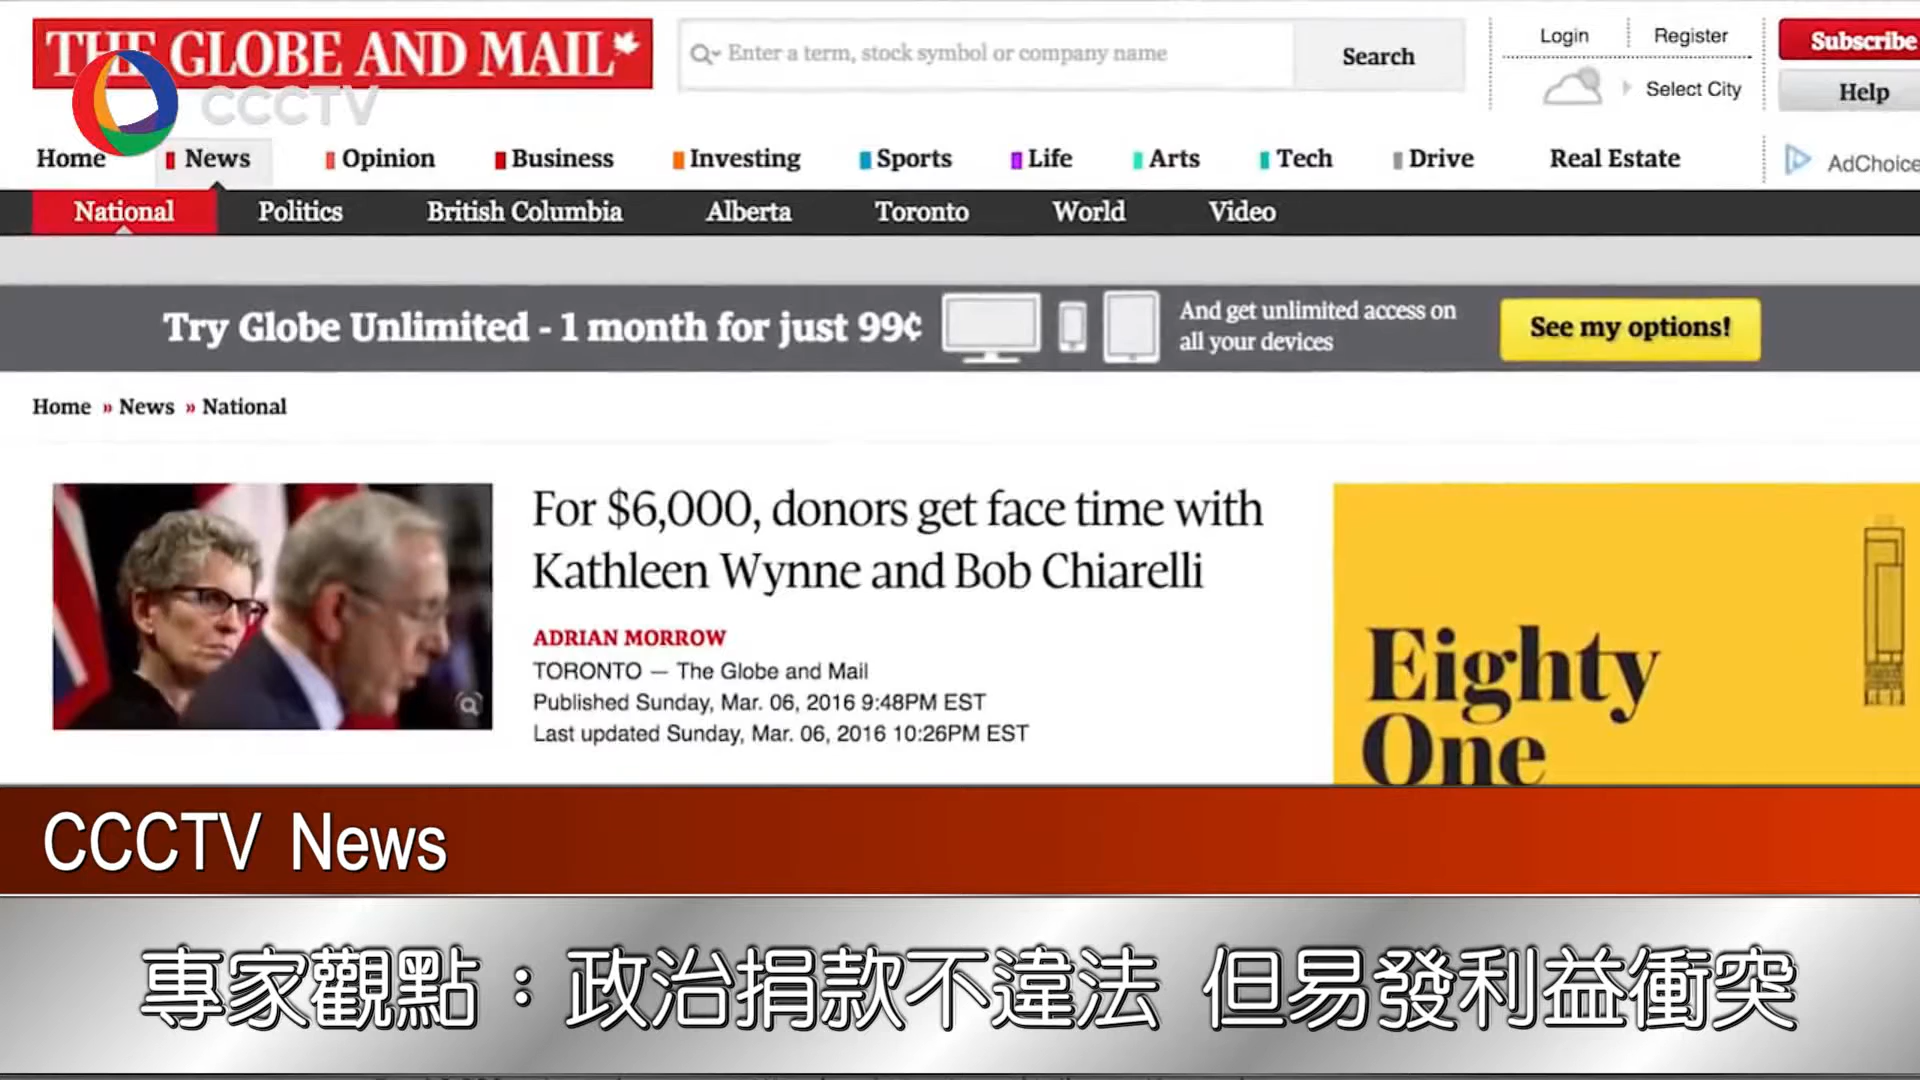 THE GLOBE AND MAIL
CCCTV
Enter a term, stock symbol or company name
Search
Login
Register
Select City
Subscribe
Help
Home
News
Opinion
Business
Investing
Sports
Life
Arts
Tech
Drive
Real Estate
AdChoice
National
Politics
British Columbia
Alberta
Toronto
World
Video
Try Globe Unlimited - 1 month for just 99¢
And get unlimited access on
all your devices
See my options!
Home » News » National
For $6,000, donors get face time with
Kathleen Wynne and Bob Chiarelli
ADRIAN MORROW
TORONTO — The Globe and Mail
Published Sunday, Mar. 06, 2016 9:48PM EST
Last updated Sunday, Mar. 06, 2016 10:26PM EST
Eighty
One
CCCTV News
專家觀點：政治捐款不違法 但易發利益衝突